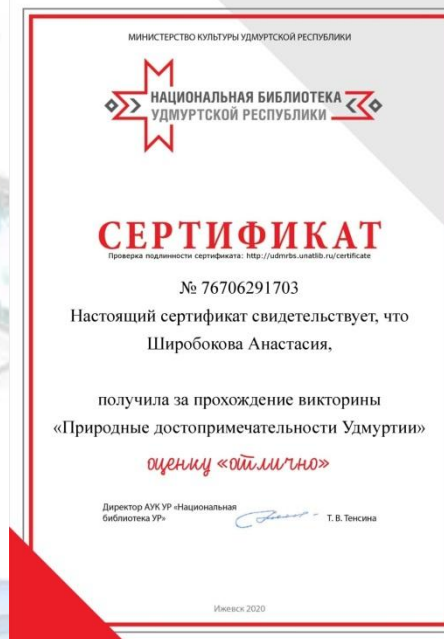 МИНИСТЕРСТВО КУЛЬТУРЫ УДМУРТСКОЙ РЕСПУБЛИКИ
НАЦИОНАЛЬНАЯ БИБЛИОТЕКА
УДМУРТСКОЙ РЕСПУБЛИКИ
СЕРТИФИКАТ
Проверка подлинности сертификата: http://udmrbs.unatlib.ru/certificate
№ 76706291703
Настоящий сертификат свидетельствует, что
Широбокова Анастасия,
получила за прохождение викторины
«Природные достопримечательности Удмуртии»
оценку «отлично»
Директор АУК УР «Национальная
библиотека УР» Т. В. Тенсина
Ижевск 2020